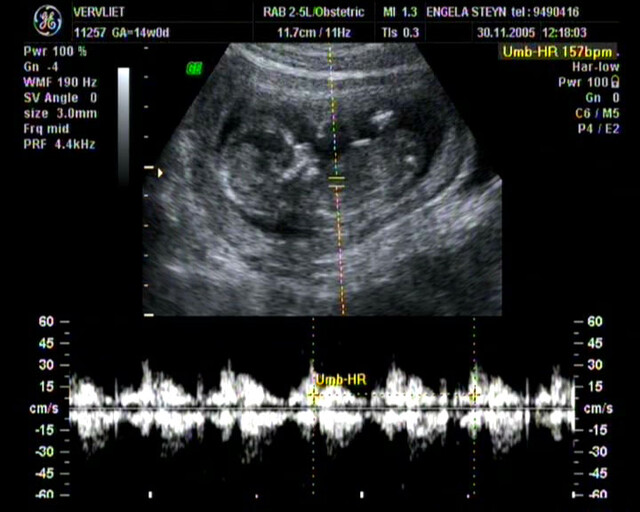 VERVLIET RAB 2-5L/Obstetric MI 1.3 ENGELA STEYN tel: 9490416
11257 GA=14w0d 11.7cm / 11Hz TIs 0.3 30.11.2005 12:18:03
Umb-HR 157bpm
Pwr 100 %
Gn -4
WMF 190 Hz
SV Angle 0
size 3.0mm
Frq mid
PRF 4.4kHz
GE
Har-low
Pwr 100
Gn 0
C6 / M5
P4 / E2
60 60
45 45
30 30
Umb-HR
15 15
cm/s cm/s
-15 -15
-30 -30
-45 -45
-60 -60